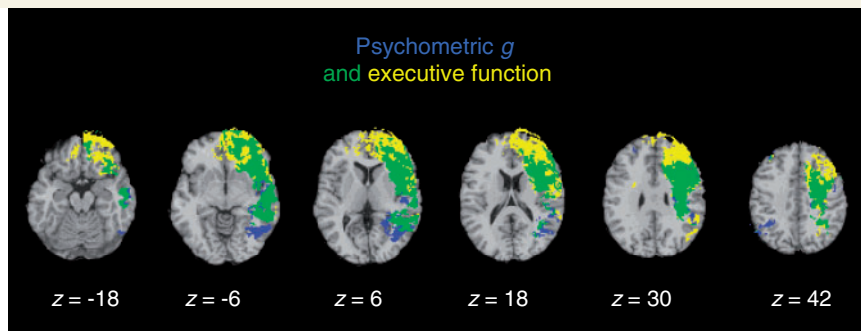 Psychometric g
and executive function
z = -18
z = -6
z = 6
z = 18
z = 30
z = 42